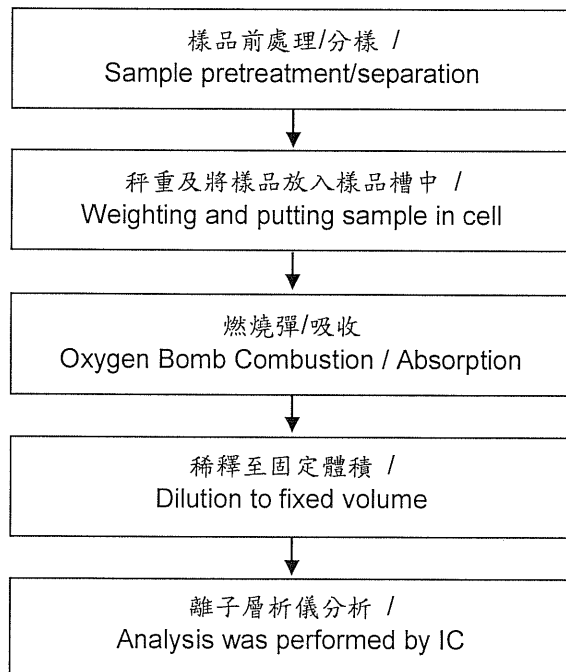 樣品前處理/分樣 /
Sample pretreatment/separation
秤重及將樣品放入樣品槽中 /
Weighting and putting sample in cell
燃燒彈/吸收
Oxygen Bomb Combustion / Absorption
稀釋至固定體積 /
Dilution to fixed volume
離子層析儀分析 /
Analysis was performed by IC